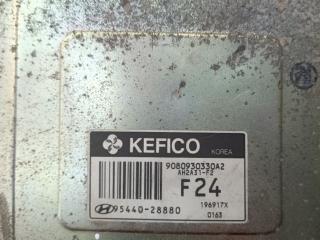 KEFICO KOREA
9080930330A2
AH2A31-F2
F24
196917X
95440-28880 0163